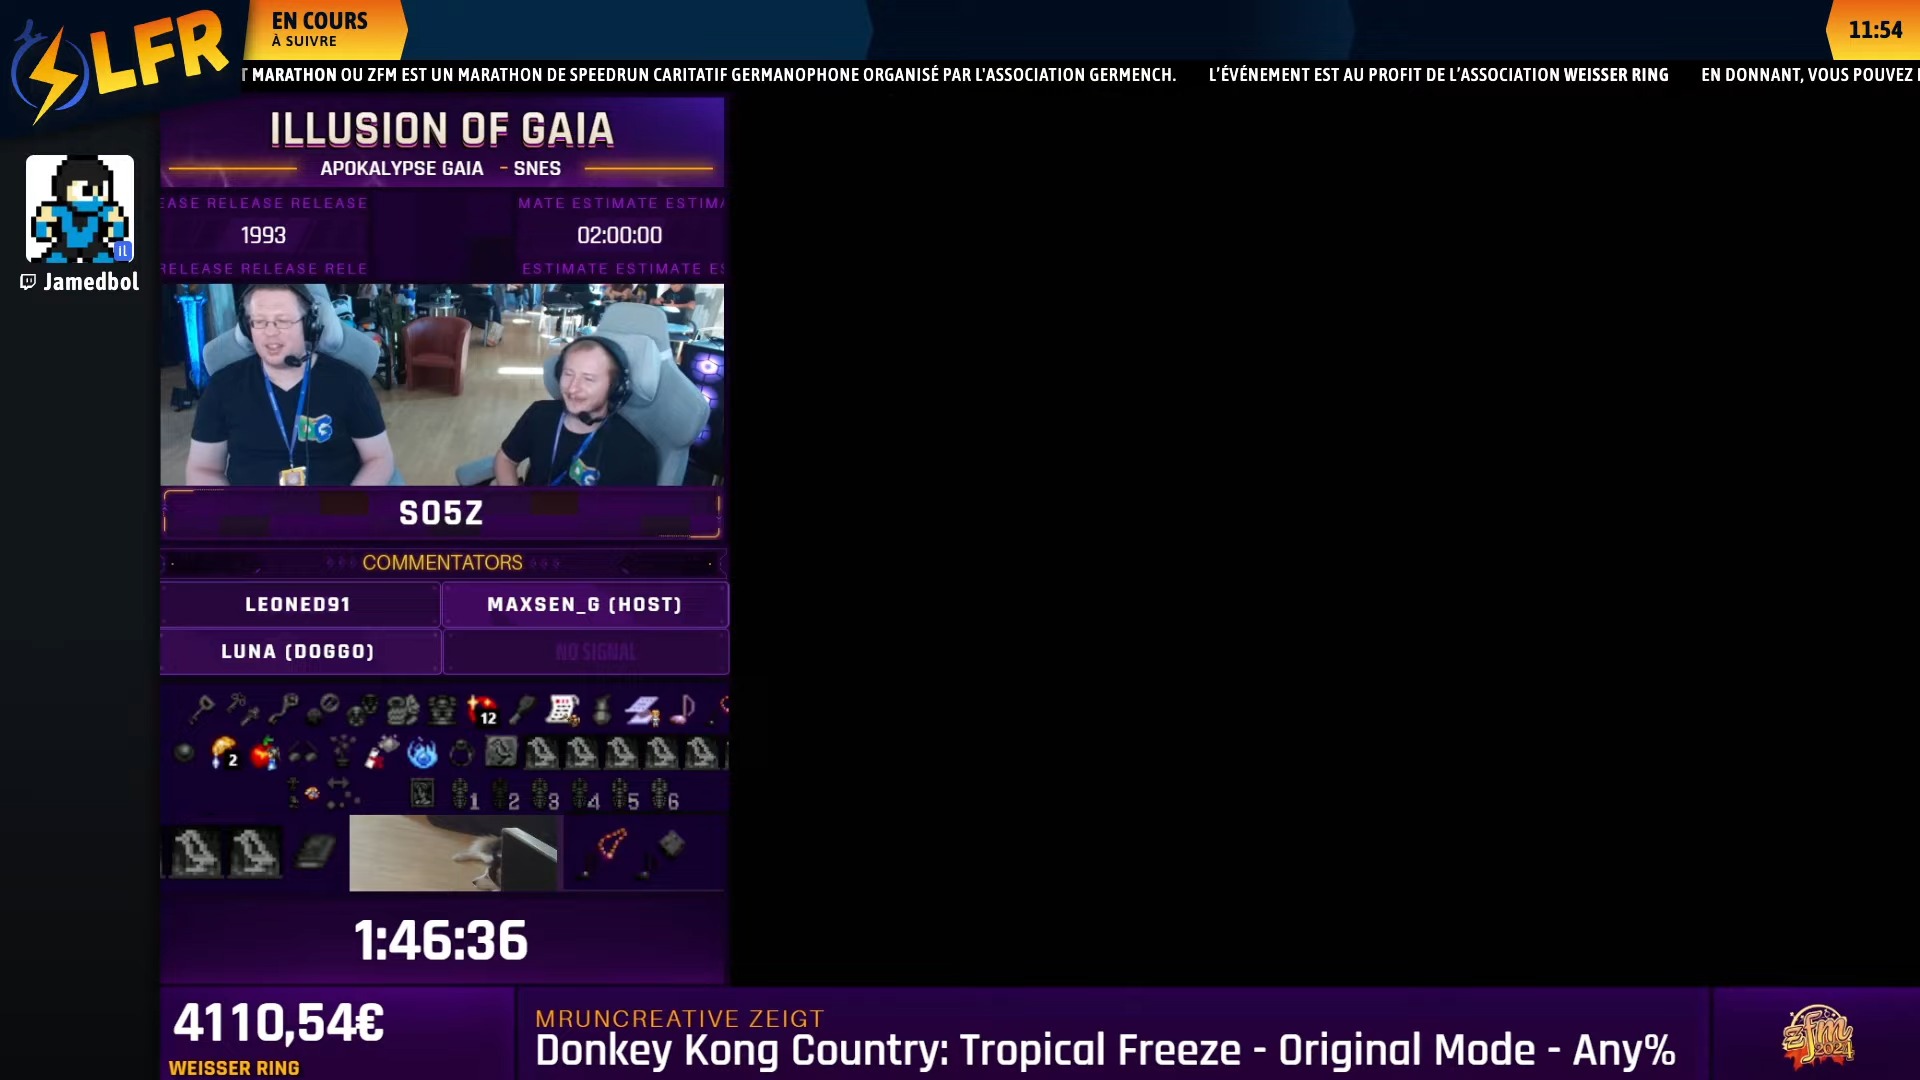 LFR
EN COURS
À SUIVRE
11:54
T MARATHON OU ZFM EST UN MARATHON DE SPEEDRUN CARITATIF GERMANOPHONE ORGANISÉ PAR L'ASSOCIATION GERMENCH. L'ÉVÉNEMENT EST AU PROFIT DE L'ASSOCIATION WEISSER RING EN DONNANT, VOUS POUVEZ
ILLUSION OF GAIA
APOKALYPSE GAIA - SNES
EASE RELEASE RELEASE
MATE ESTIMATE ESTIMA
1993
02:00:00
RELEASE RELEASE RELE
ESTIMATE ESTIMATE ES
Jamedbol
S05Z
COMMENTATORS
LEONED91
MAXSEN_G (HOST)
LUNA (DOGGO)
NO SIGNAL
12
2
1 2 3 4 5 6
1:46:36
4110,54€
WEISSER RING
MRUNCREATIVE ZEIGT
Donkey Kong Country: Tropical Freeze - Original Mode - Any%
zfm
2024